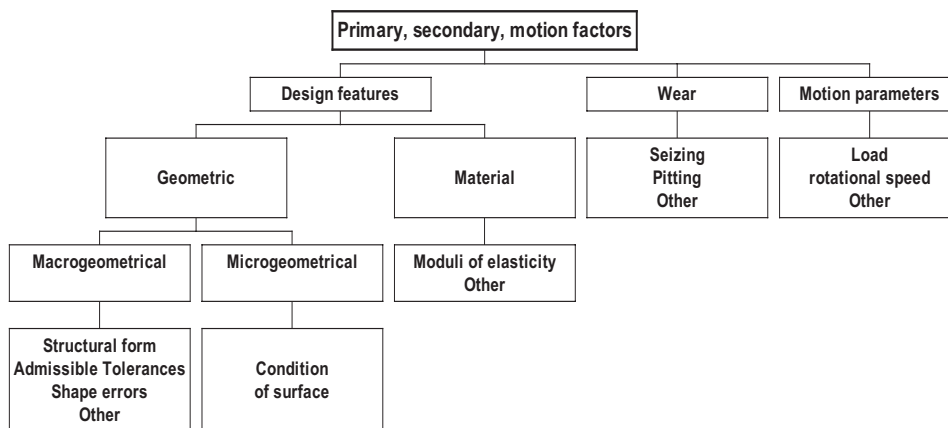 Primary, secondary, motion factors
Design features
Wear
Motion parameters
Geometric
Material
Seizing
Pitting
Other
Load
rotational speed
Other
Macrogeometrical
Microgeometrical
Moduli of elasticity
Other
Structural form
Admissible Tolerances
Shape errors
Other
Condition
of surface